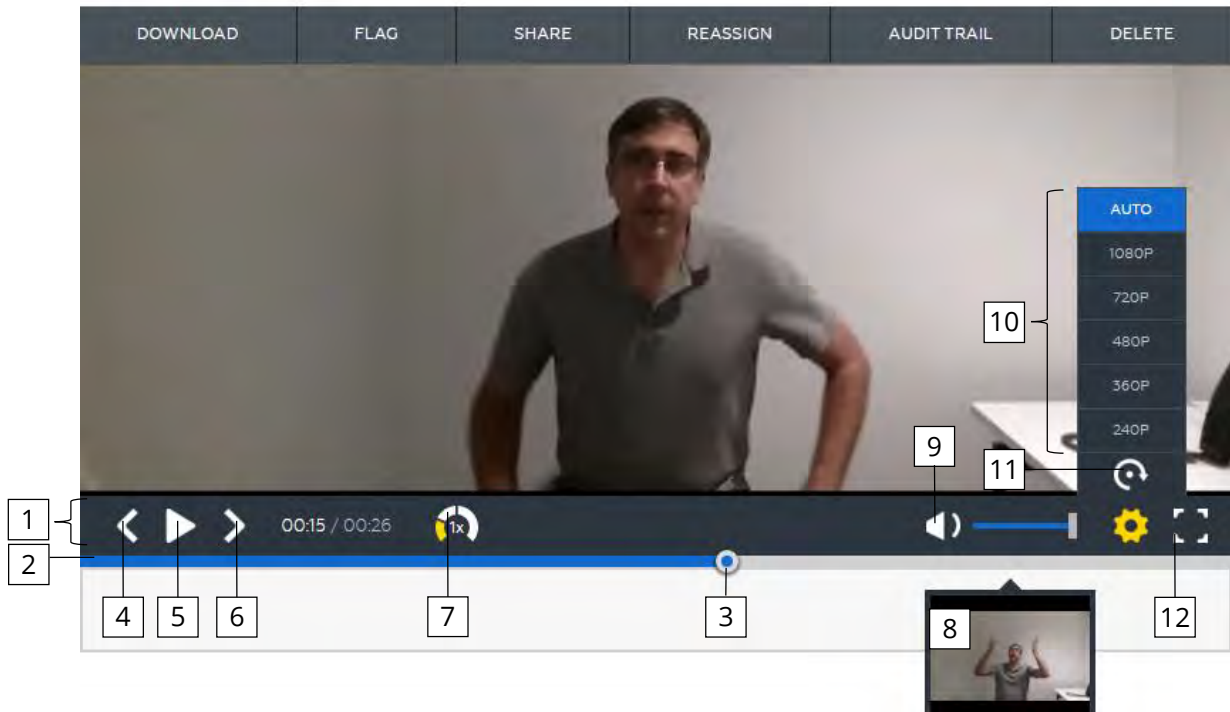 DOWNLOAD FLAG SHARE REASSIGN AUDIT TRAIL DELETE
AUTO
1080P
720P
10
480P
360P
240P
9
11
1
00:15 / 00:26
1x
2
4
5
6
7
3
8
12